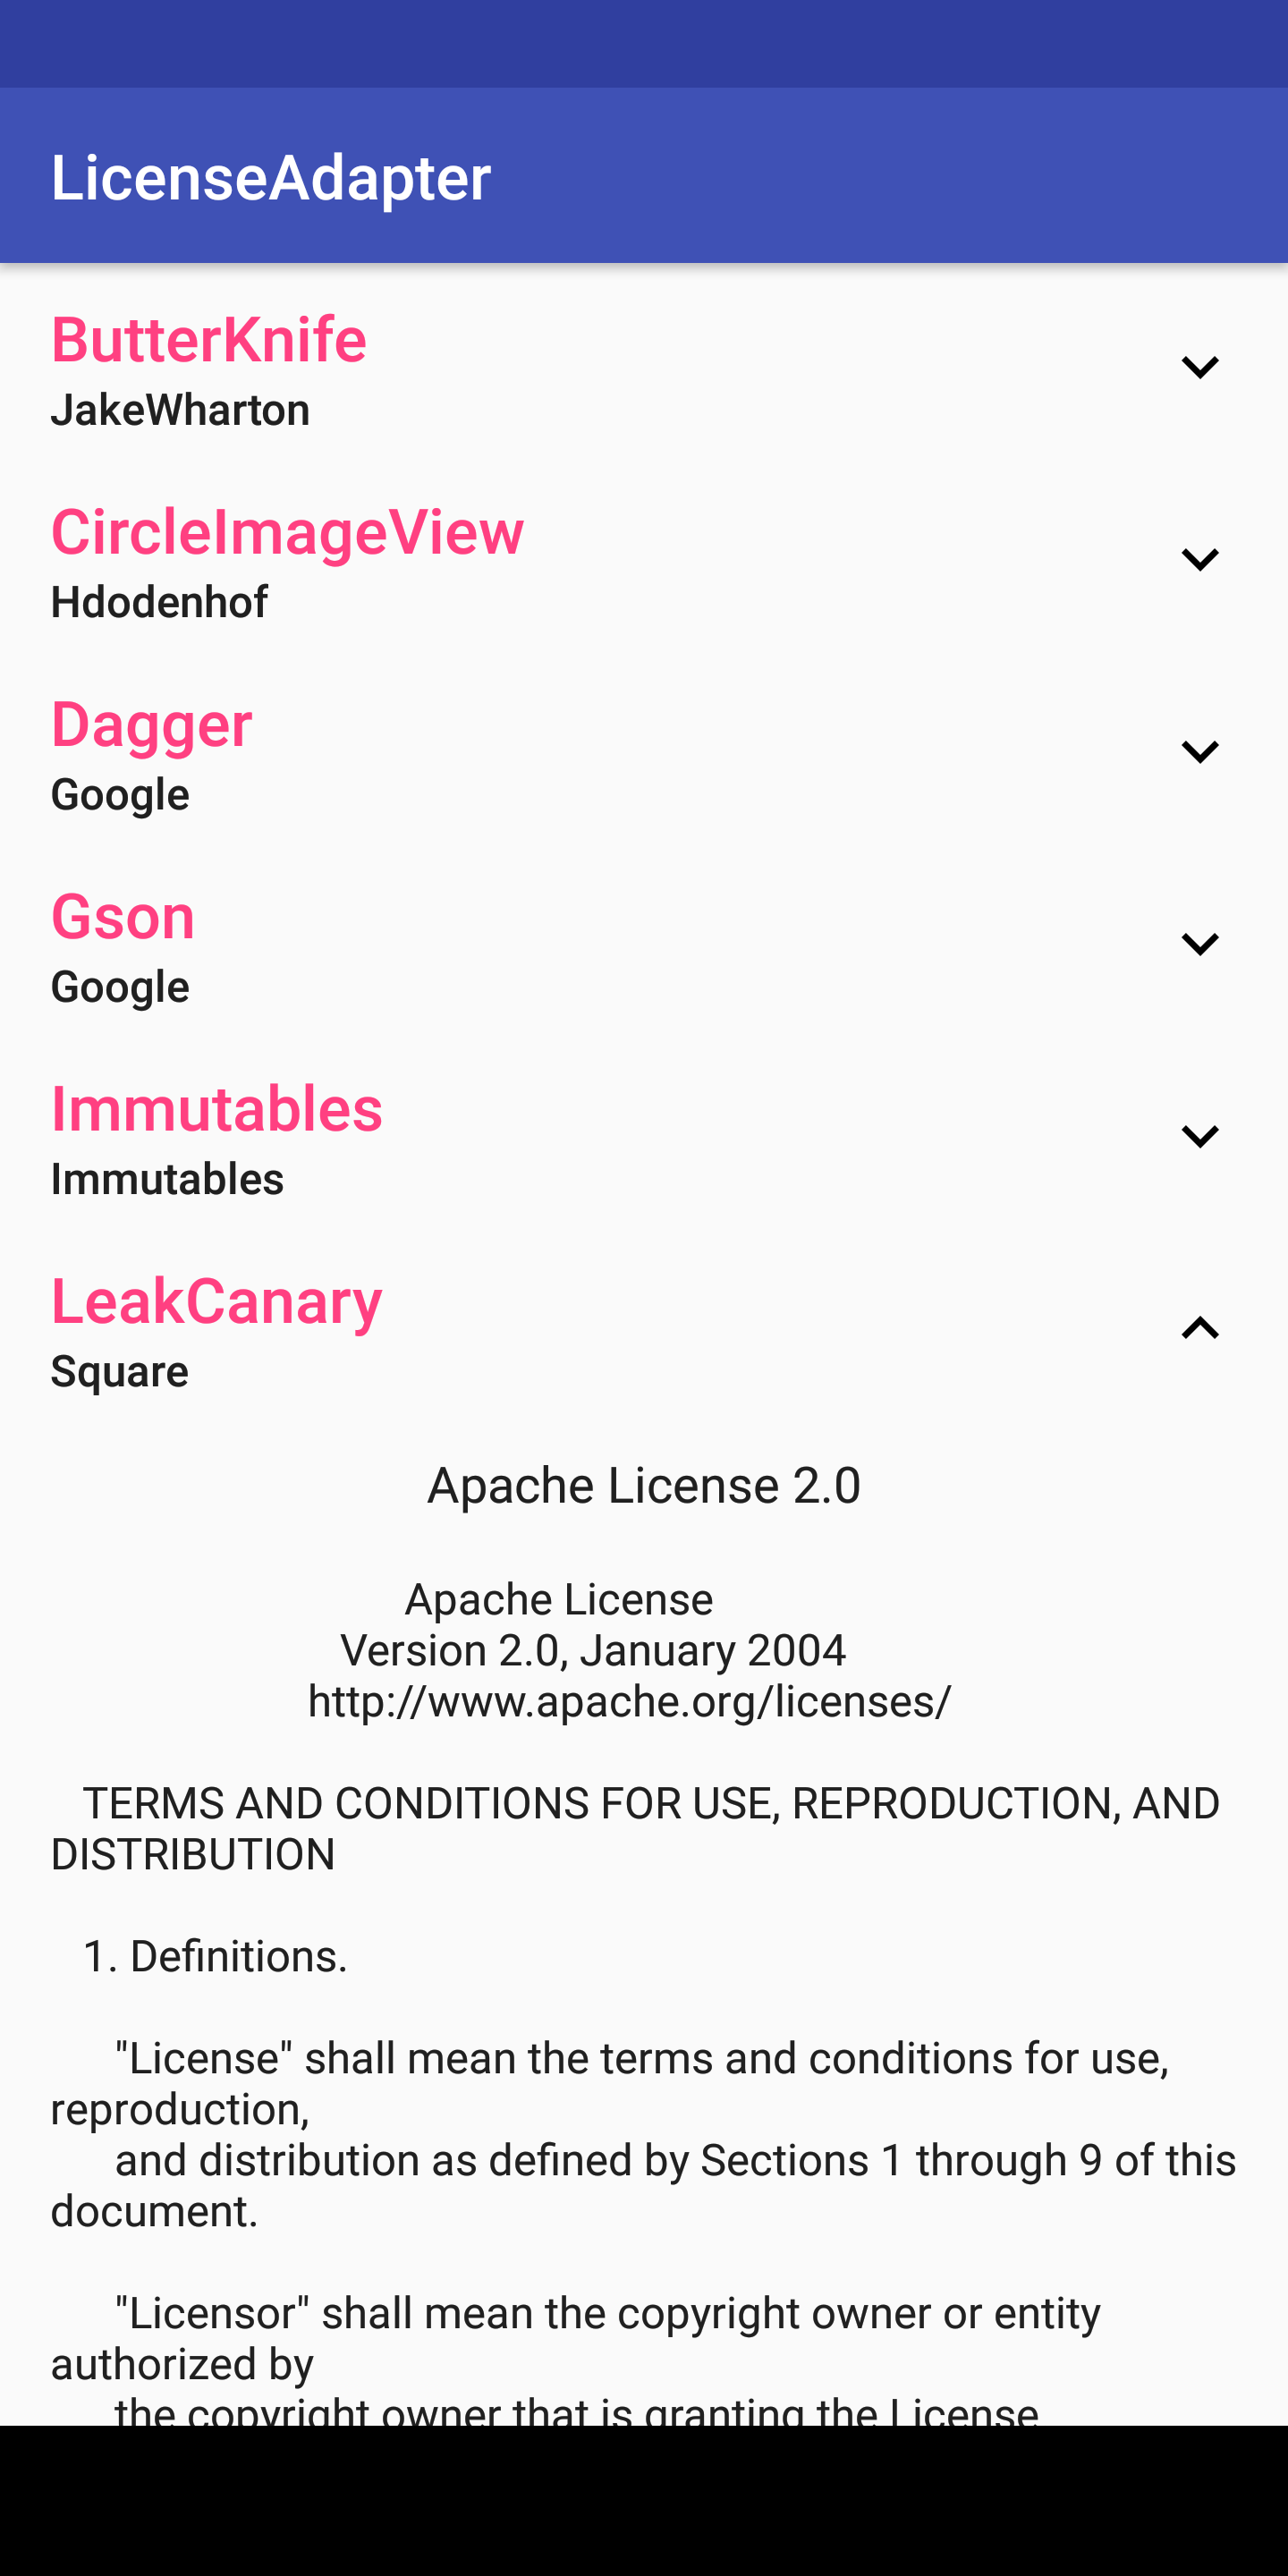 LicenseAdapter
ButterKnife
JakeWharton
CircleImageView
Hdodenhof
Dagger
Google
Gson
Google
Immutables
Immutables
LeakCanary
Square
Apache License 2.0
Apache License
Version 2.0, January 2004
http://www.apache.org/licenses/
TERMS AND CONDITIONS FOR USE, REPRODUCTION, AND
DISTRIBUTION
1. Definitions.
"License" shall mean the terms and conditions for use,
reproduction,
and distribution as defined by Sections 1 through 9 of this
document.
"Licensor" shall mean the copyright owner or entity
authorized by
the copyright owner that is granting the License